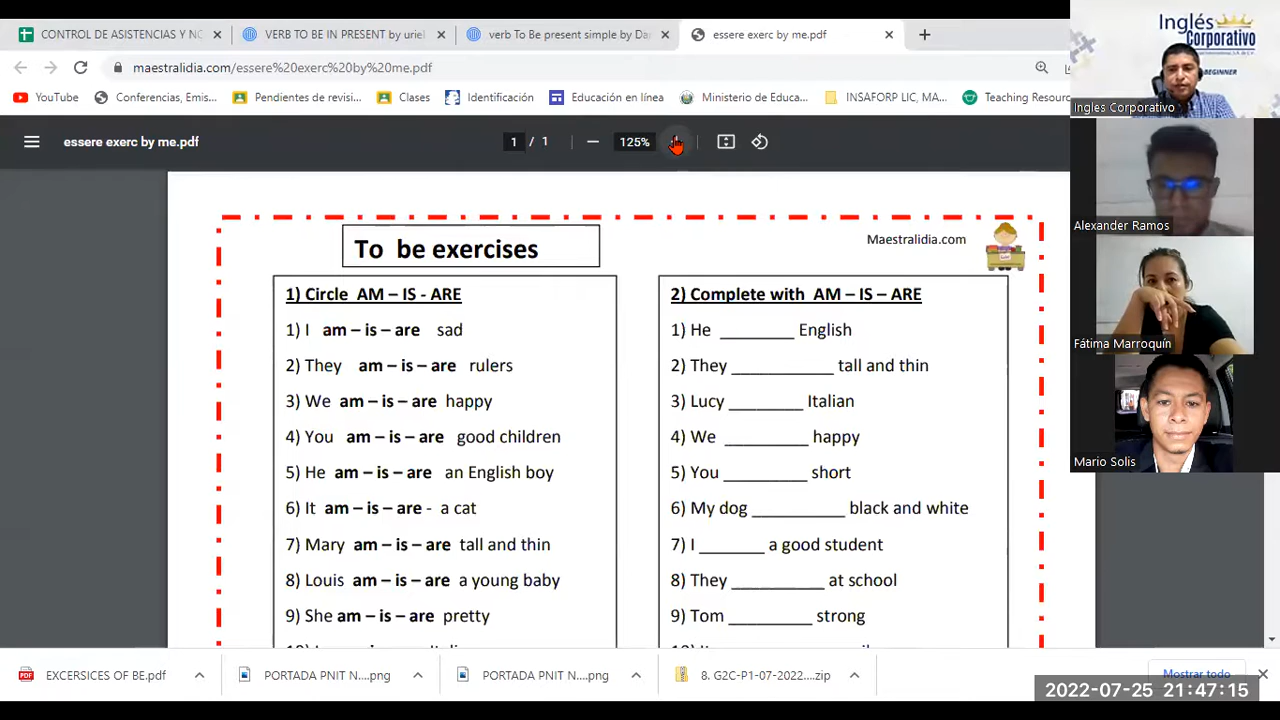 CONTROL DE ASISTENCIAS Y NO
VERB TO BE IN PRESENT by uriel
verb To Be present simple by Dar
essere exerc by me.pdf
maestralidia.com/essere%20exerc%20by%20me.pdf
YouTube
Conferencias, Emis...
Pendientes de revisi...
Clases
Identificación
Educación en línea
Ministerio de Educa...
INSAFORP LIC, MA...
Teaching Resour
essere exerc by me.pdf
1 / 1
125%
To be exercises
Maestralidia.com
1) Circle AM – IS - ARE
1) I am – is – are sad
2) They am – is – are rulers
3) We am – is – are happy
4) You am – is – are good children
5) He am – is – are an English boy
6) It am – is – are - a cat
7) Mary am – is – are tall and thin
8) Louis am – is – are a young baby
9) She am – is – are pretty
2) Complete with AM – IS – ARE
1) He ________ English
2) They ___________ tall and thin
3) Lucy ________ Italian
4) We _________ happy
5) You _________ short
6) My dog __________ black and white
7) I _______ a good student
8) They __________ at school
9) Tom _________ strong
Inglés
Corporativo
BEGINNER
Ingles Corporativo
Alexander Ramos
Fátima Marroquín
Mario Solis
EXCERSICES OF BE.pdf
PORTADA PNIT N....png
PORTADA PNIT N....png
8. G2C-P1-07-2022....zip
Mostrar todo
2022-07-25 21:47:15